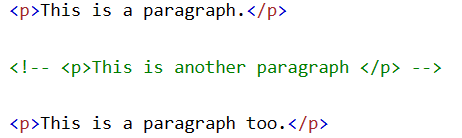 <p>This is a paragraph.</p>
<!-- <p>This is another paragraph </p> -->
<p>This is a paragraph too.</p>